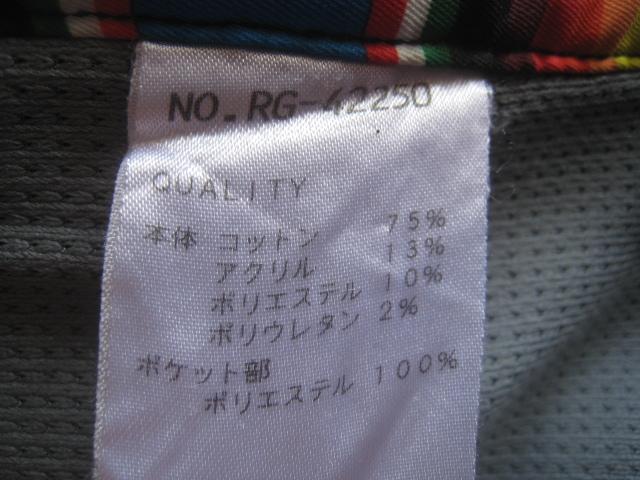 NO.RG-42250
QUALITY
本体 コットン 75%
アクリル 13%
ポリエステル 10%
ポリウレタン 2%
ポケット部
ポリエステル 100%